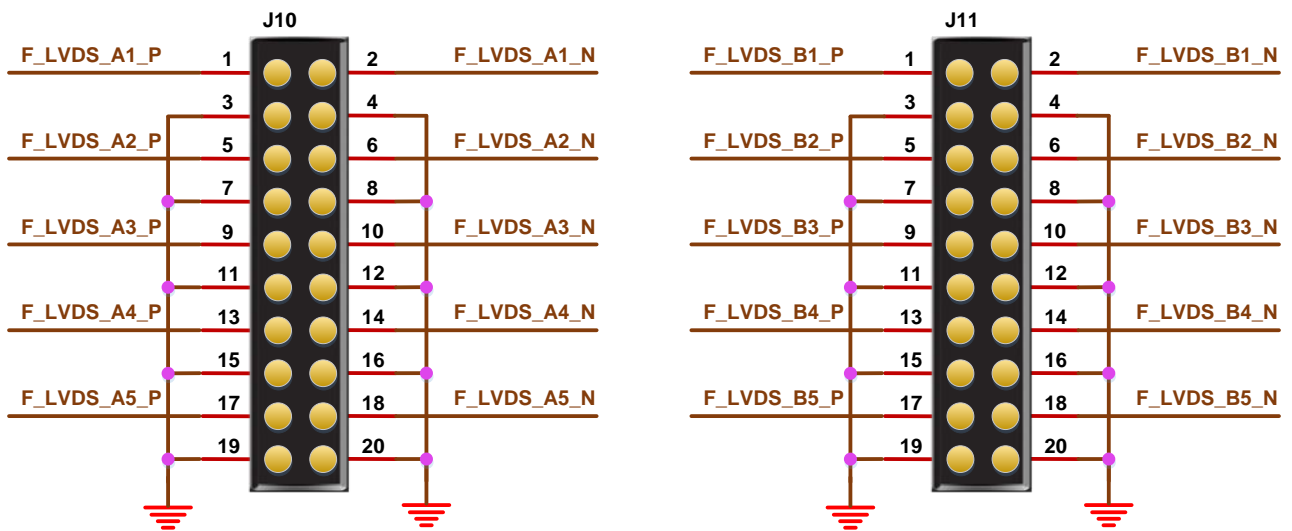 J10
F_LVDS_A1_P 1 2 F_LVDS_A1_N
3 4
F_LVDS_A2_P 5 6 F_LVDS_A2_N
7 8
F_LVDS_A3_P 9 10 F_LVDS_A3_N
11 12
F_LVDS_A4_P 13 14 F_LVDS_A4_N
15 16
F_LVDS_A5_P 17 18 F_LVDS_A5_N
19 20
J11
F_LVDS_B1_P 1 2 F_LVDS_B1_N
3 4
F_LVDS_B2_P 5 6 F_LVDS_B2_N
7 8
F_LVDS_B3_P 9 10 F_LVDS_B3_N
11 12
F_LVDS_B4_P 13 14 F_LVDS_B4_N
15 16
F_LVDS_B5_P 17 18 F_LVDS_B5_N
19 20